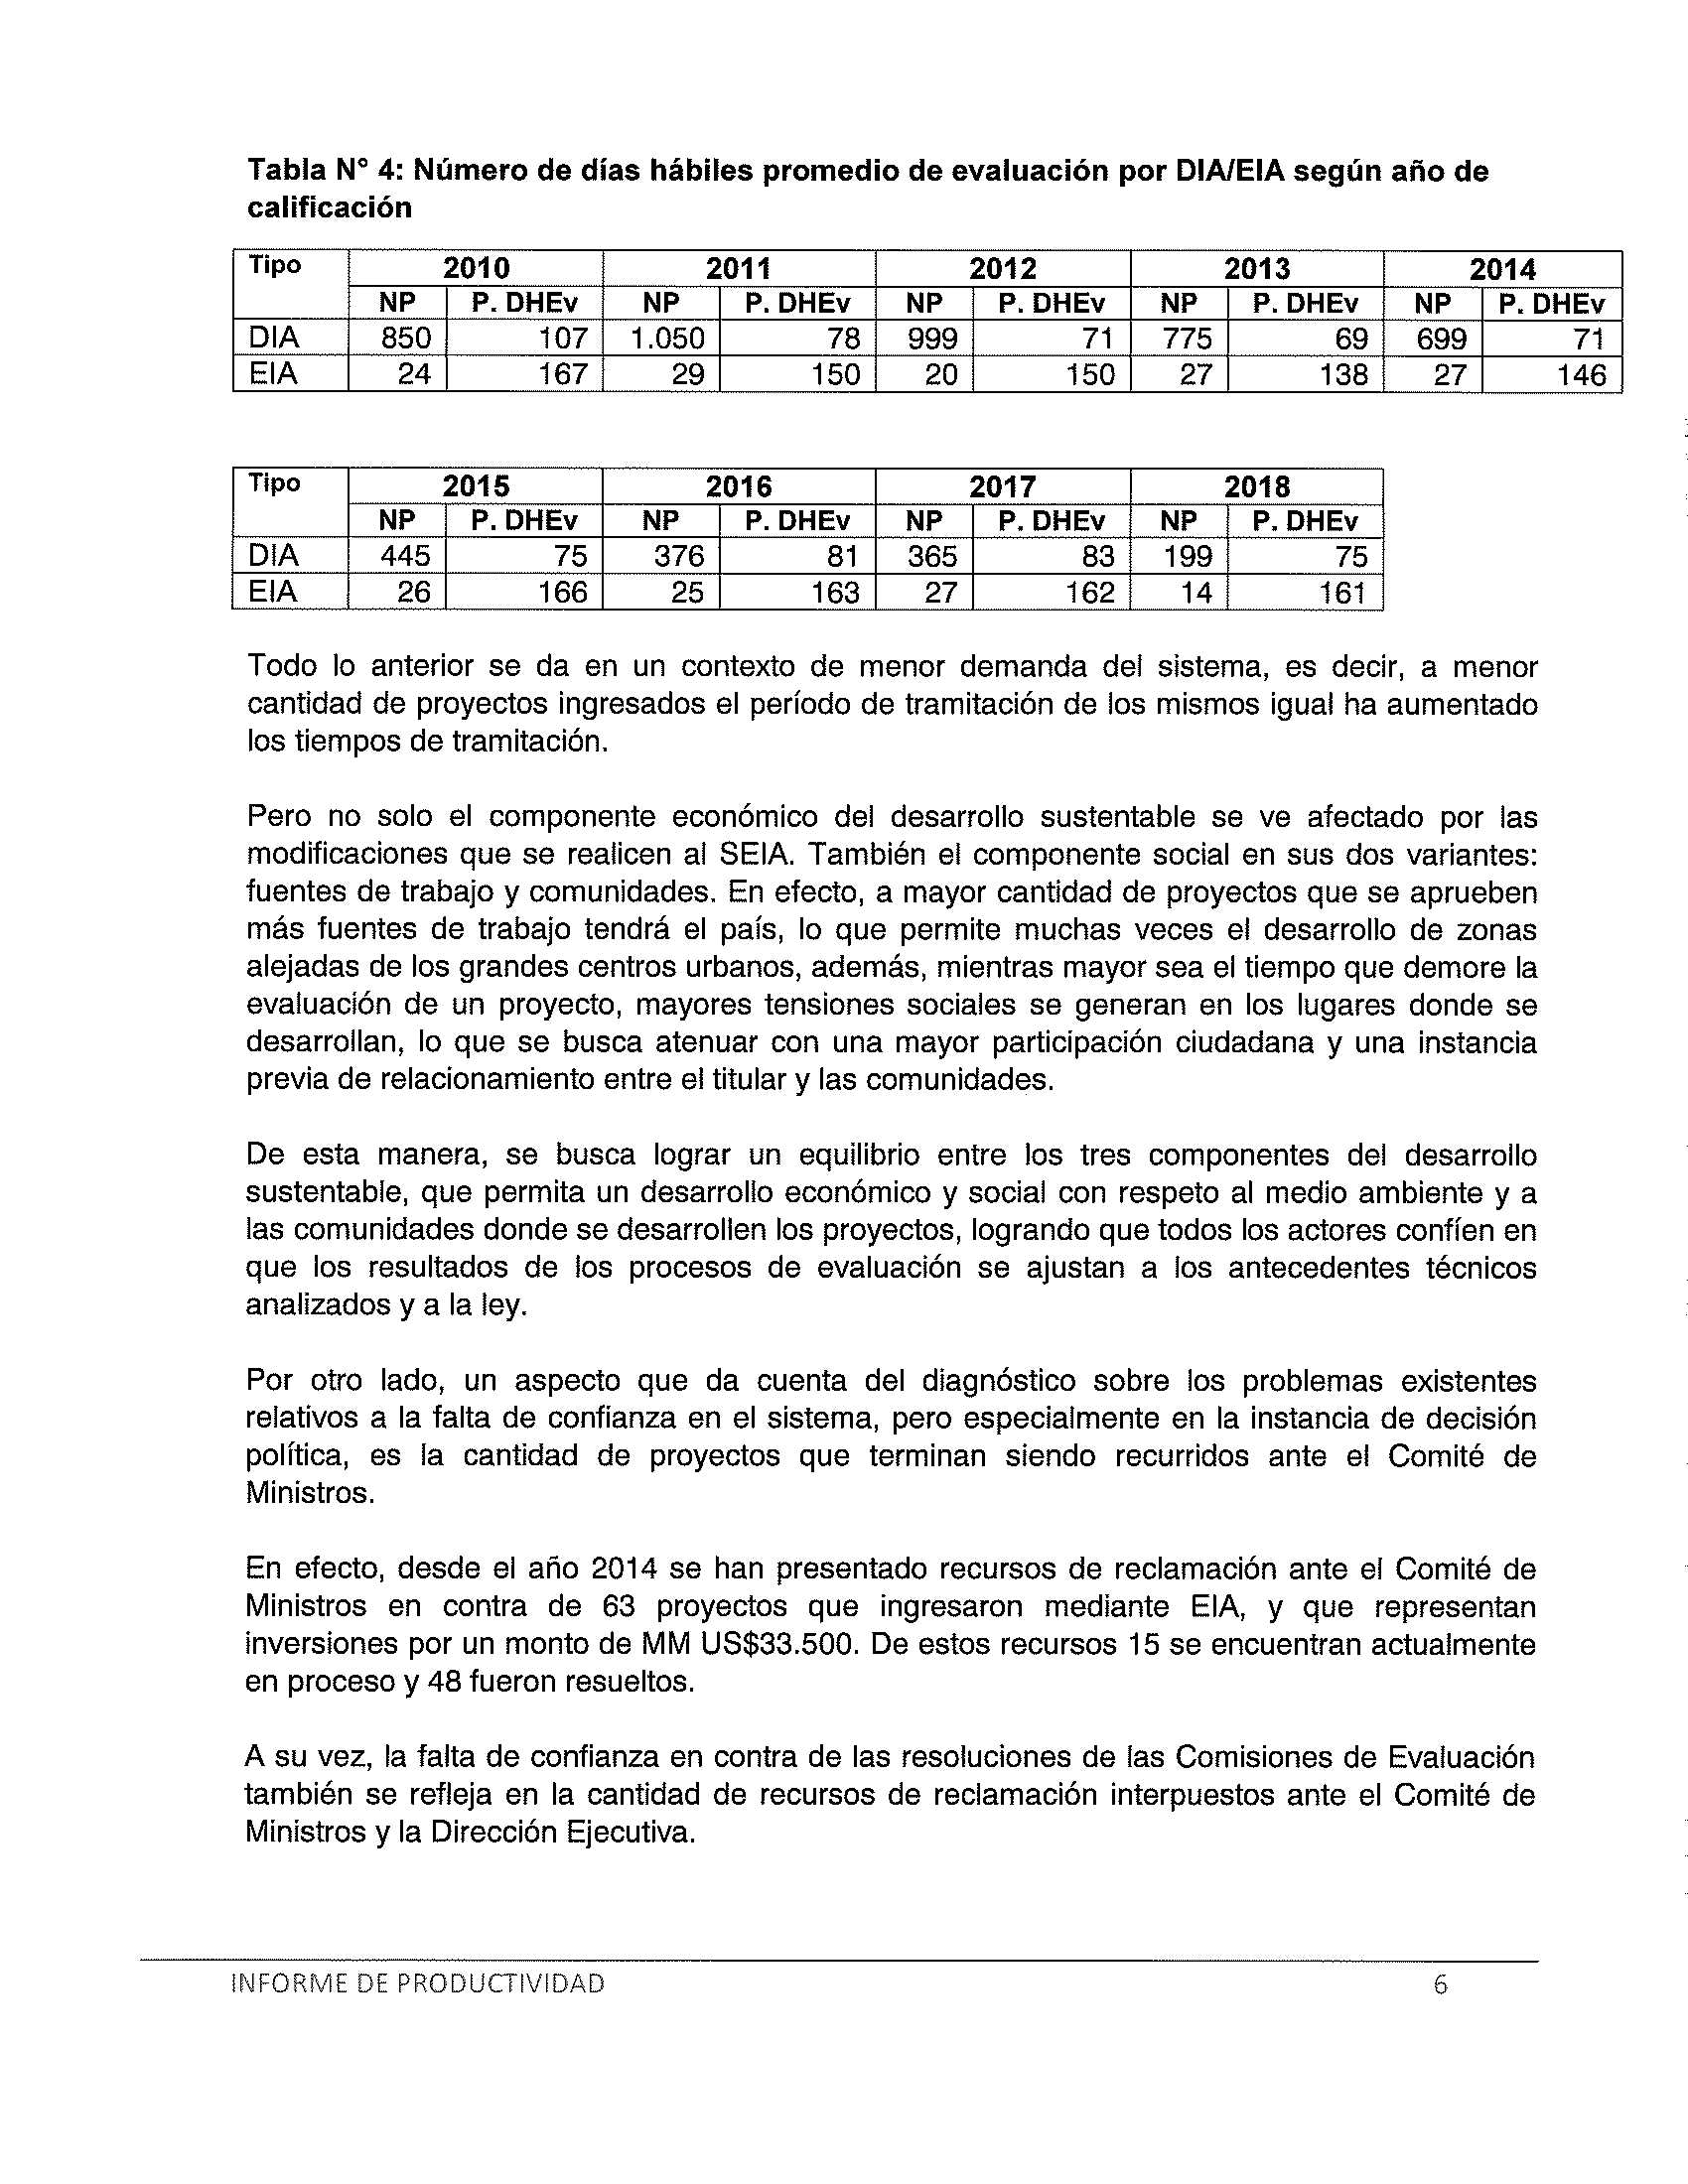 Tabla N° 4: Número de días hábiles promedio de evaluación por DIA/EIA según año de
calificación
Tipo 2010 2011 2012 2013 2014
NP P. DHEv NP P. DHEv NP P. DHEv NP P. DHEv NP P. DHEv
DIA 850 107 1.050 78 999 71 775 69 699 71
EIA 24 167 29 150 20 150 27 138 27 146
Tipo 2015 2016 2017 2018
NP P. DHEv NP P. DHEv NP P. DHEv NP P. DHEv
DIA 445 75 376 81 365 83 199 75
EIA 26 166 25 163 27 162 14 161
Todo lo anterior se da en un contexto de menor demanda del sistema, es decir, a menor
cantidad de proyectos ingresados el período de tramitación de los mismos igual ha aumentado
los tiempos de tramitación.
Pero no solo el componente económico del desarrollo sustentable se ve afectado por las
modificaciones que se realicen al SEIA. También el componente social en sus dos variantes:
fuentes de trabajo y comunidades. En efecto, a mayor cantidad de proyectos que se aprueben
más fuentes de trabajo tendrá el país, lo que permite muchas veces el desarrollo de zonas
alejadas de los grandes centros urbanos, además, mientras mayor sea el tiempo que demore la
evaluación de un proyecto, mayores tensiones sociales se generan en los lugares donde se
desarrollan, lo que se busca atenuar con una mayor participación ciudadana y una instancia
previa de relacionamiento entre el titular y las comunidades.
De esta manera, se busca lograr un equilibrio entre los tres componentes del desarrollo
sustentable, que permita un desarrollo económico y social con respeto al medio ambiente y a
las comunidades donde se desarrollen los proyectos, logrando que todos los actores confíen en
que los resultados de los procesos de evaluación se ajustan a los antecedentes técnicos
analizados y a la ley.
Por otro lado, un aspecto que da cuenta del diagnóstico sobre los problemas existentes
relativos a la falta de confianza en el sistema, pero especialmente en la instancia de decisión
política, es la cantidad de proyectos que terminan siendo recurridos ante el Comité de
Ministros.
En efecto, desde el año 2014 se han presentado recursos de reclamación ante el Comité de
Ministros en contra de 63 proyectos que ingresaron mediante EIA, y que representan
inversiones por un monto de MM US$33.500. De estos recursos 15 se encuentran actualmente
en proceso y 48 fueron resueltos.
A su vez, la falta de confianza en contra de las resoluciones de las Comisiones de Evaluación
también se refleja en la cantidad de recursos de reclamación interpuestos ante el Comité de
Ministros y la Dirección Ejecutiva.
INFORME DE PRODUCTIVIDAD 6